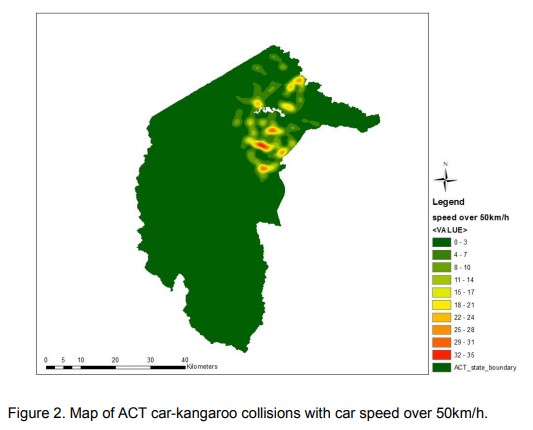 N
Legend
speed over 50km/h
<VALUE>
0 - 3
4 - 7
8 - 10
11 - 14
15 - 17
18 - 21
22 - 24
25 - 28
29 - 31
32 - 35
ACT_state_boundary
0 5 10 20 30 40
Kilometers
Figure 2. Map of ACT car-kangaroo collisions with car speed over 50km/h.